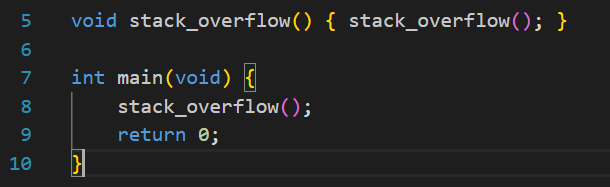 5 void stack_overflow() { stack_overflow(); }
6
7 int main(void) {
8     stack_overflow();
9     return 0;
10 }